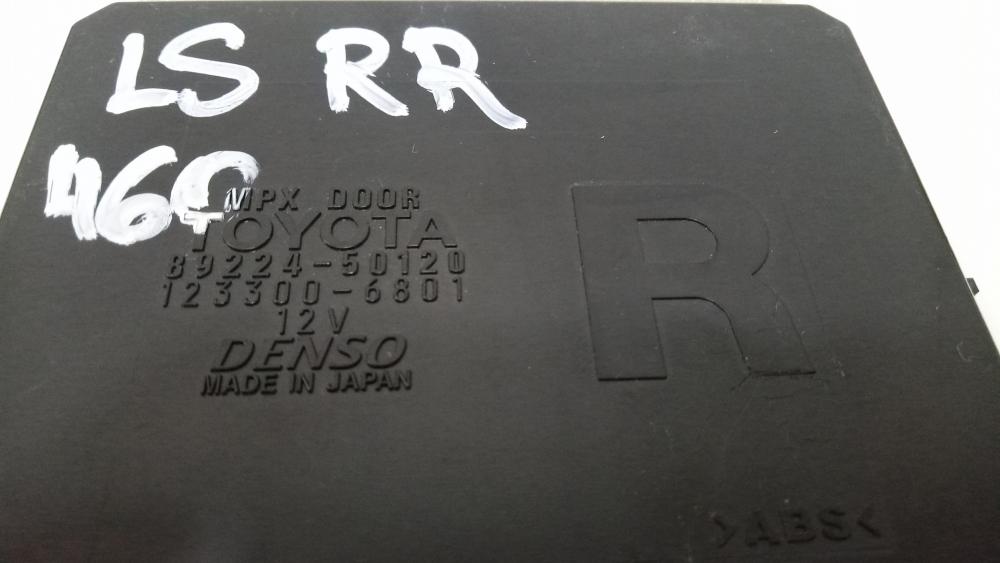 LS RR
460
MPX DOOR
TOYOTA
89224-50120
123300-6801
12V
DENSO
MADE IN JAPAN
R
>ABS<